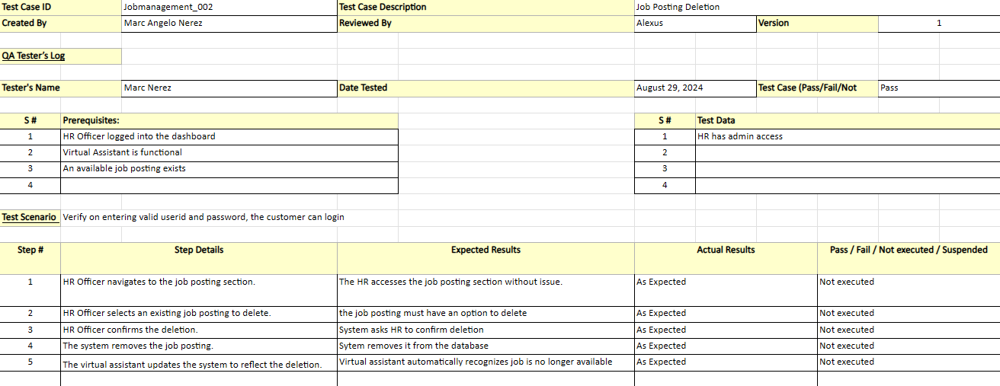 Test Case ID Jobmanagement_002 Test Case Description Job Posting Deletion
Created By Marc Angelo Nerez Reviewed By Alexus Version 1
QA Tester's Log
Tester's Name Marc Nerez Date Tested August 29, 2024 Test Case (Pass/Fail/Not Pass
S # Prerequisites: S # Test Data
1 HR Officer logged into the dashboard 1 HR has admin access
2 Virtual Assistant is functional 2
3 An available job posting exists 3
4 4
Test Scenario Verify on entering valid userid and password, the customer can login
Step # Step Details Expected Results Actual Results Pass / Fail / Not executed / Suspended
1 HR Officer navigates to the job posting section. The HR accesses the job posting section without issue. As Expected Not executed
2 HR Officer selects an existing job posting to delete. the job posting must have an option to delete As Expected Not executed
3 HR Officer confirms the deletion. System asks HR to confirm deletion As Expected Not executed
4 The system removes the job posting. Sytem removes it from the database As Expected Not executed
5 The virtual assistant updates the system to reflect the deletion. Virtual assistant automatically recognizes job is no longer available As Expected Not executed